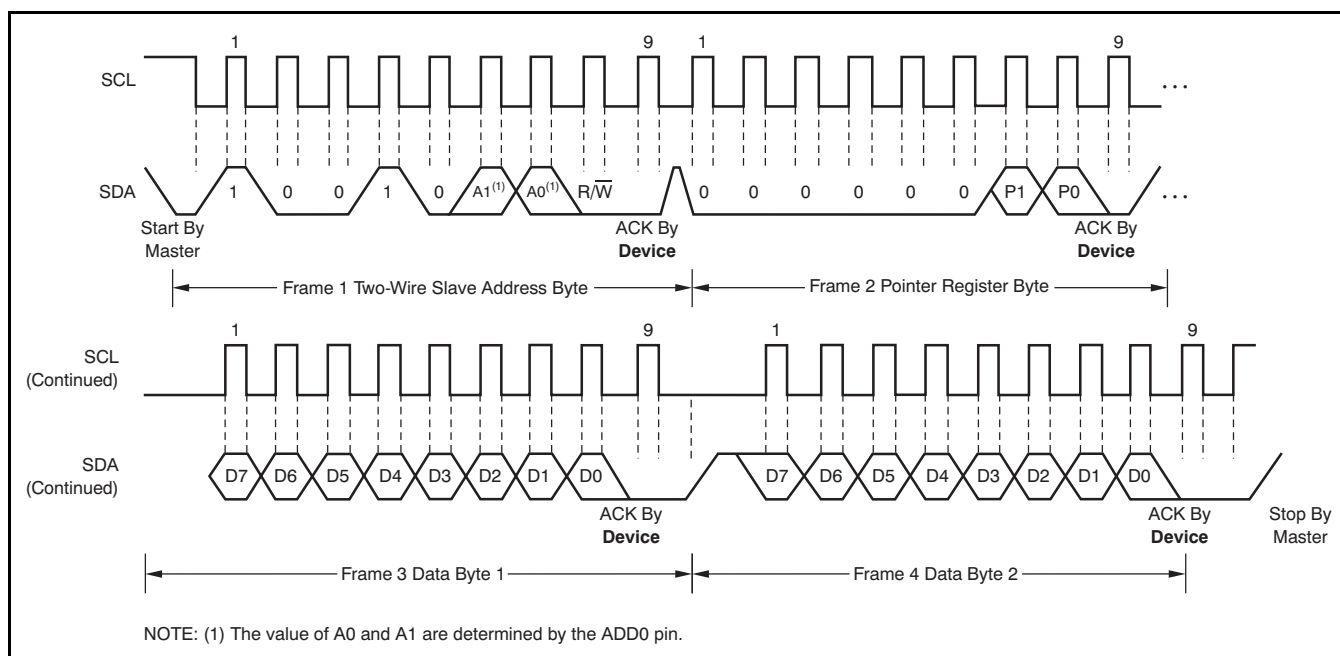 1 9 1 9
SCL ...
SDA 1 0 0 1 0 A1(1) A0(1) R/W̅ 0 0 0 0 0 0 P1 P0 ...
Start By Master
ACK By Device
ACK By Device
Frame 1 Two-Wire Slave Address Byte
Frame 2 Pointer Register Byte
1 9 1 9
SCL (Continued)
SDA (Continued)
D7 D6 D5 D4 D3 D2 D1 D0 D7 D6 D5 D4 D3 D2 D1 D0
ACK By Device
ACK By Device
Stop By Master
Frame 3 Data Byte 1
Frame 4 Data Byte 2
NOTE: (1) The value of A0 and A1 are determined by the ADD0 pin.